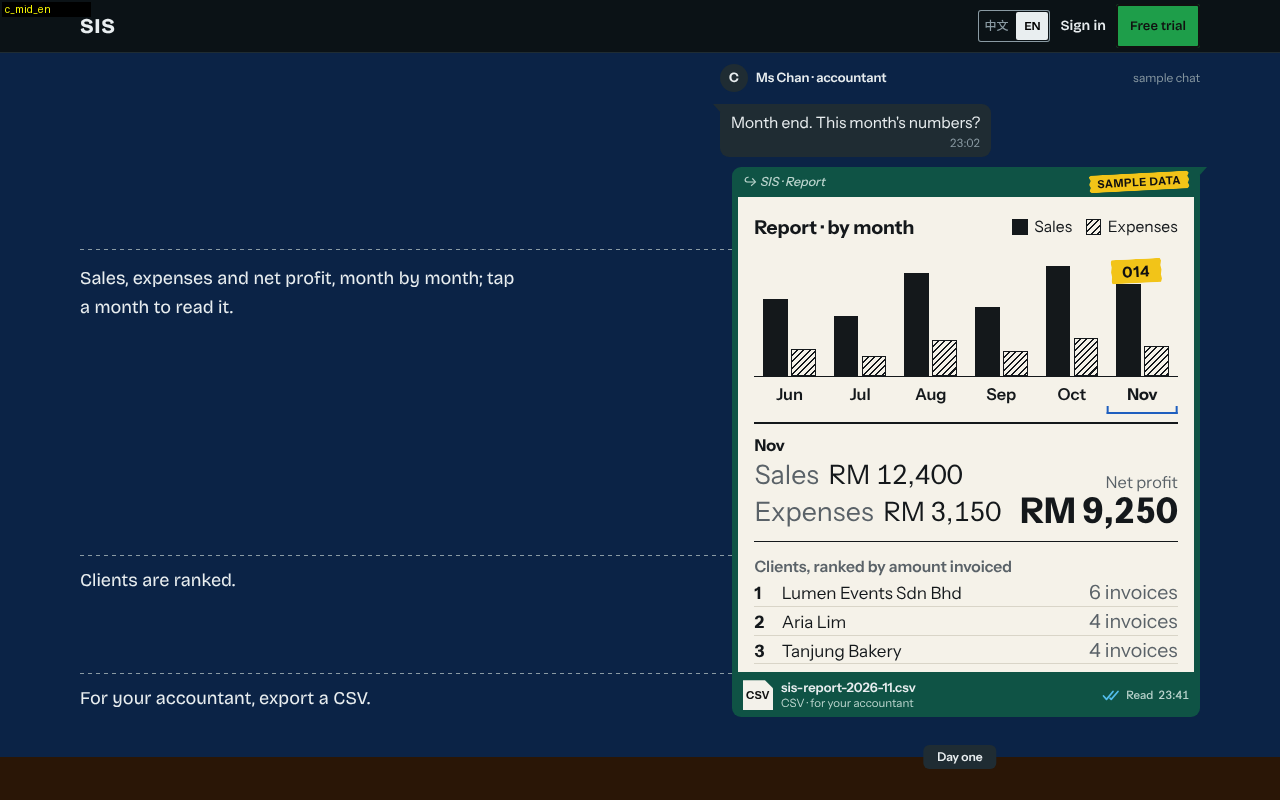 c_mid_en
SIS
中文 EN Sign in Free trial
C Ms Chan · accountant sample chat
Month end. This month's numbers?
23:02
↪ SIS · Report SAMPLE DATA
Report · by month Sales Expenses
014
Sales, expenses and net profit, month by month; tap
a month to read it.
Jun Jul Aug Sep Oct Nov
Nov
Sales RM 12,400
Net profit
Expenses RM 3,150 RM 9,250
Clients are ranked.
Clients, ranked by amount invoiced
1 Lumen Events Sdn Bhd 6 invoices
2 Aria Lim 4 invoices
3 Tanjung Bakery 4 invoices
For your accountant, export a CSV.
CSV sis-report-2026-11.csv
CSV · for your accountant
Read 23:41
Day one